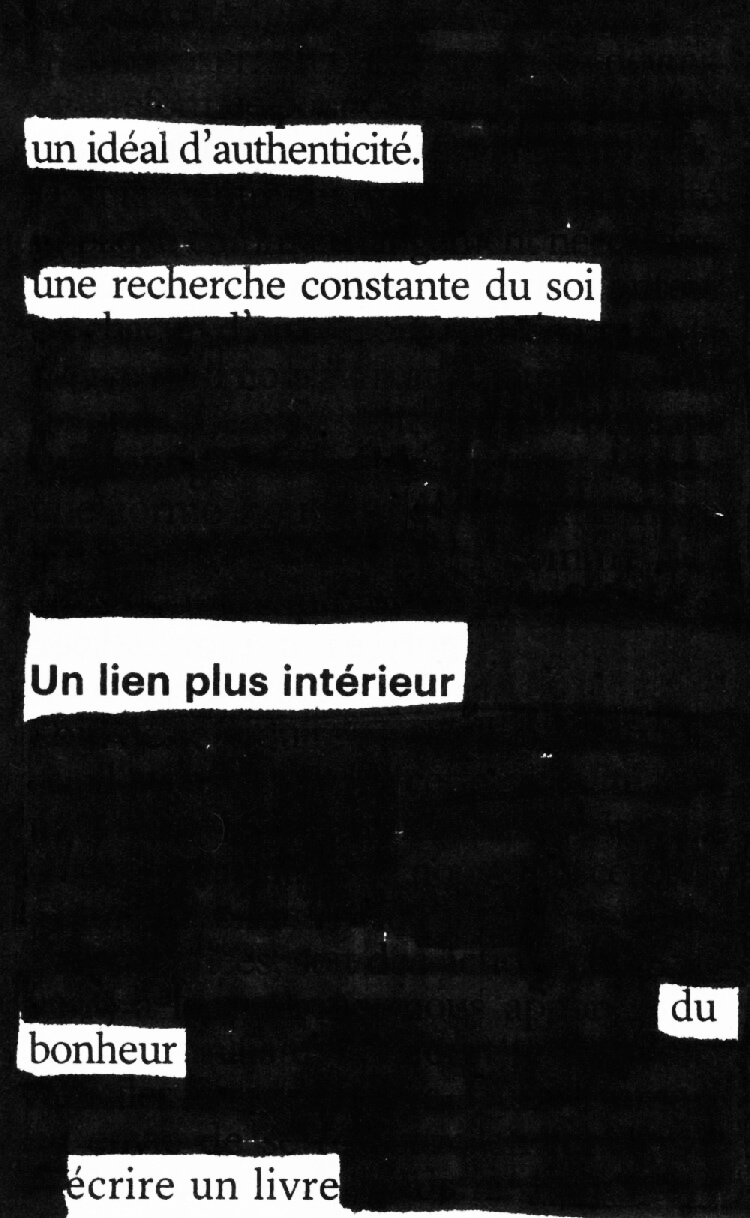 un idéal d'authenticité.
une recherche constante du soi
Un lien plus intérieur
du
bonheur
écrire un livre